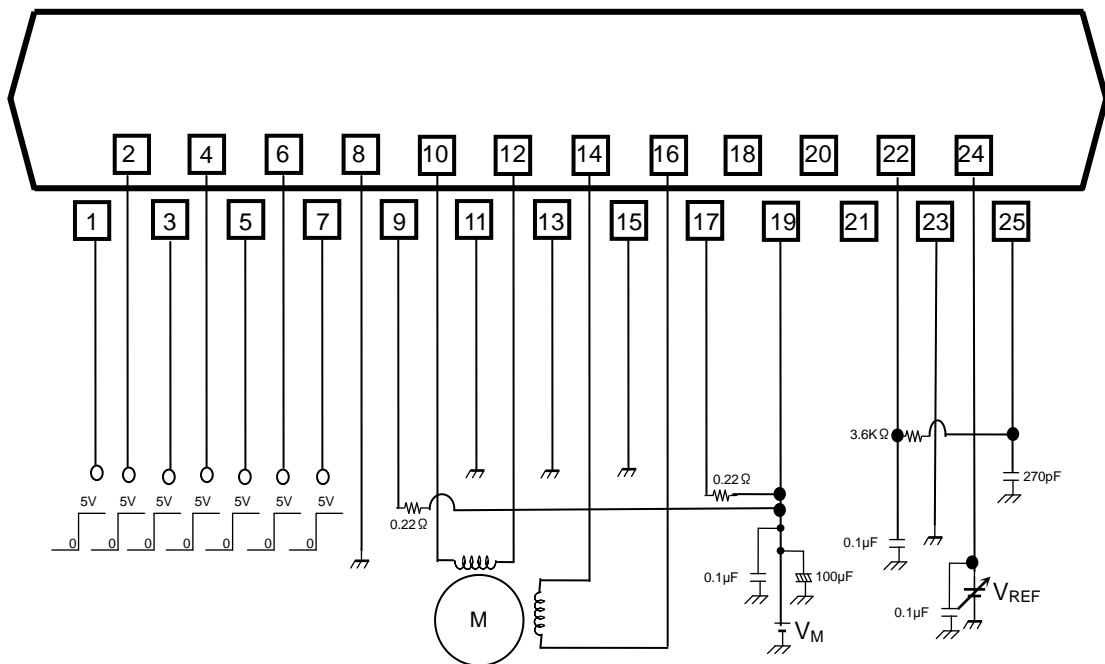 2 4 6 8 10 12 14 16 18 20 22 24
1 3 5 7 9 11 13 15 17 19 21 23 25
3.6KΩ
270pF
0.22Ω
5V 5V 5V 5V 5V 5V 5V
0.22Ω
0 0 0 0 0 0 0
0.1µF
0.1µF 100µF
VREF
0.1µF
M
VM